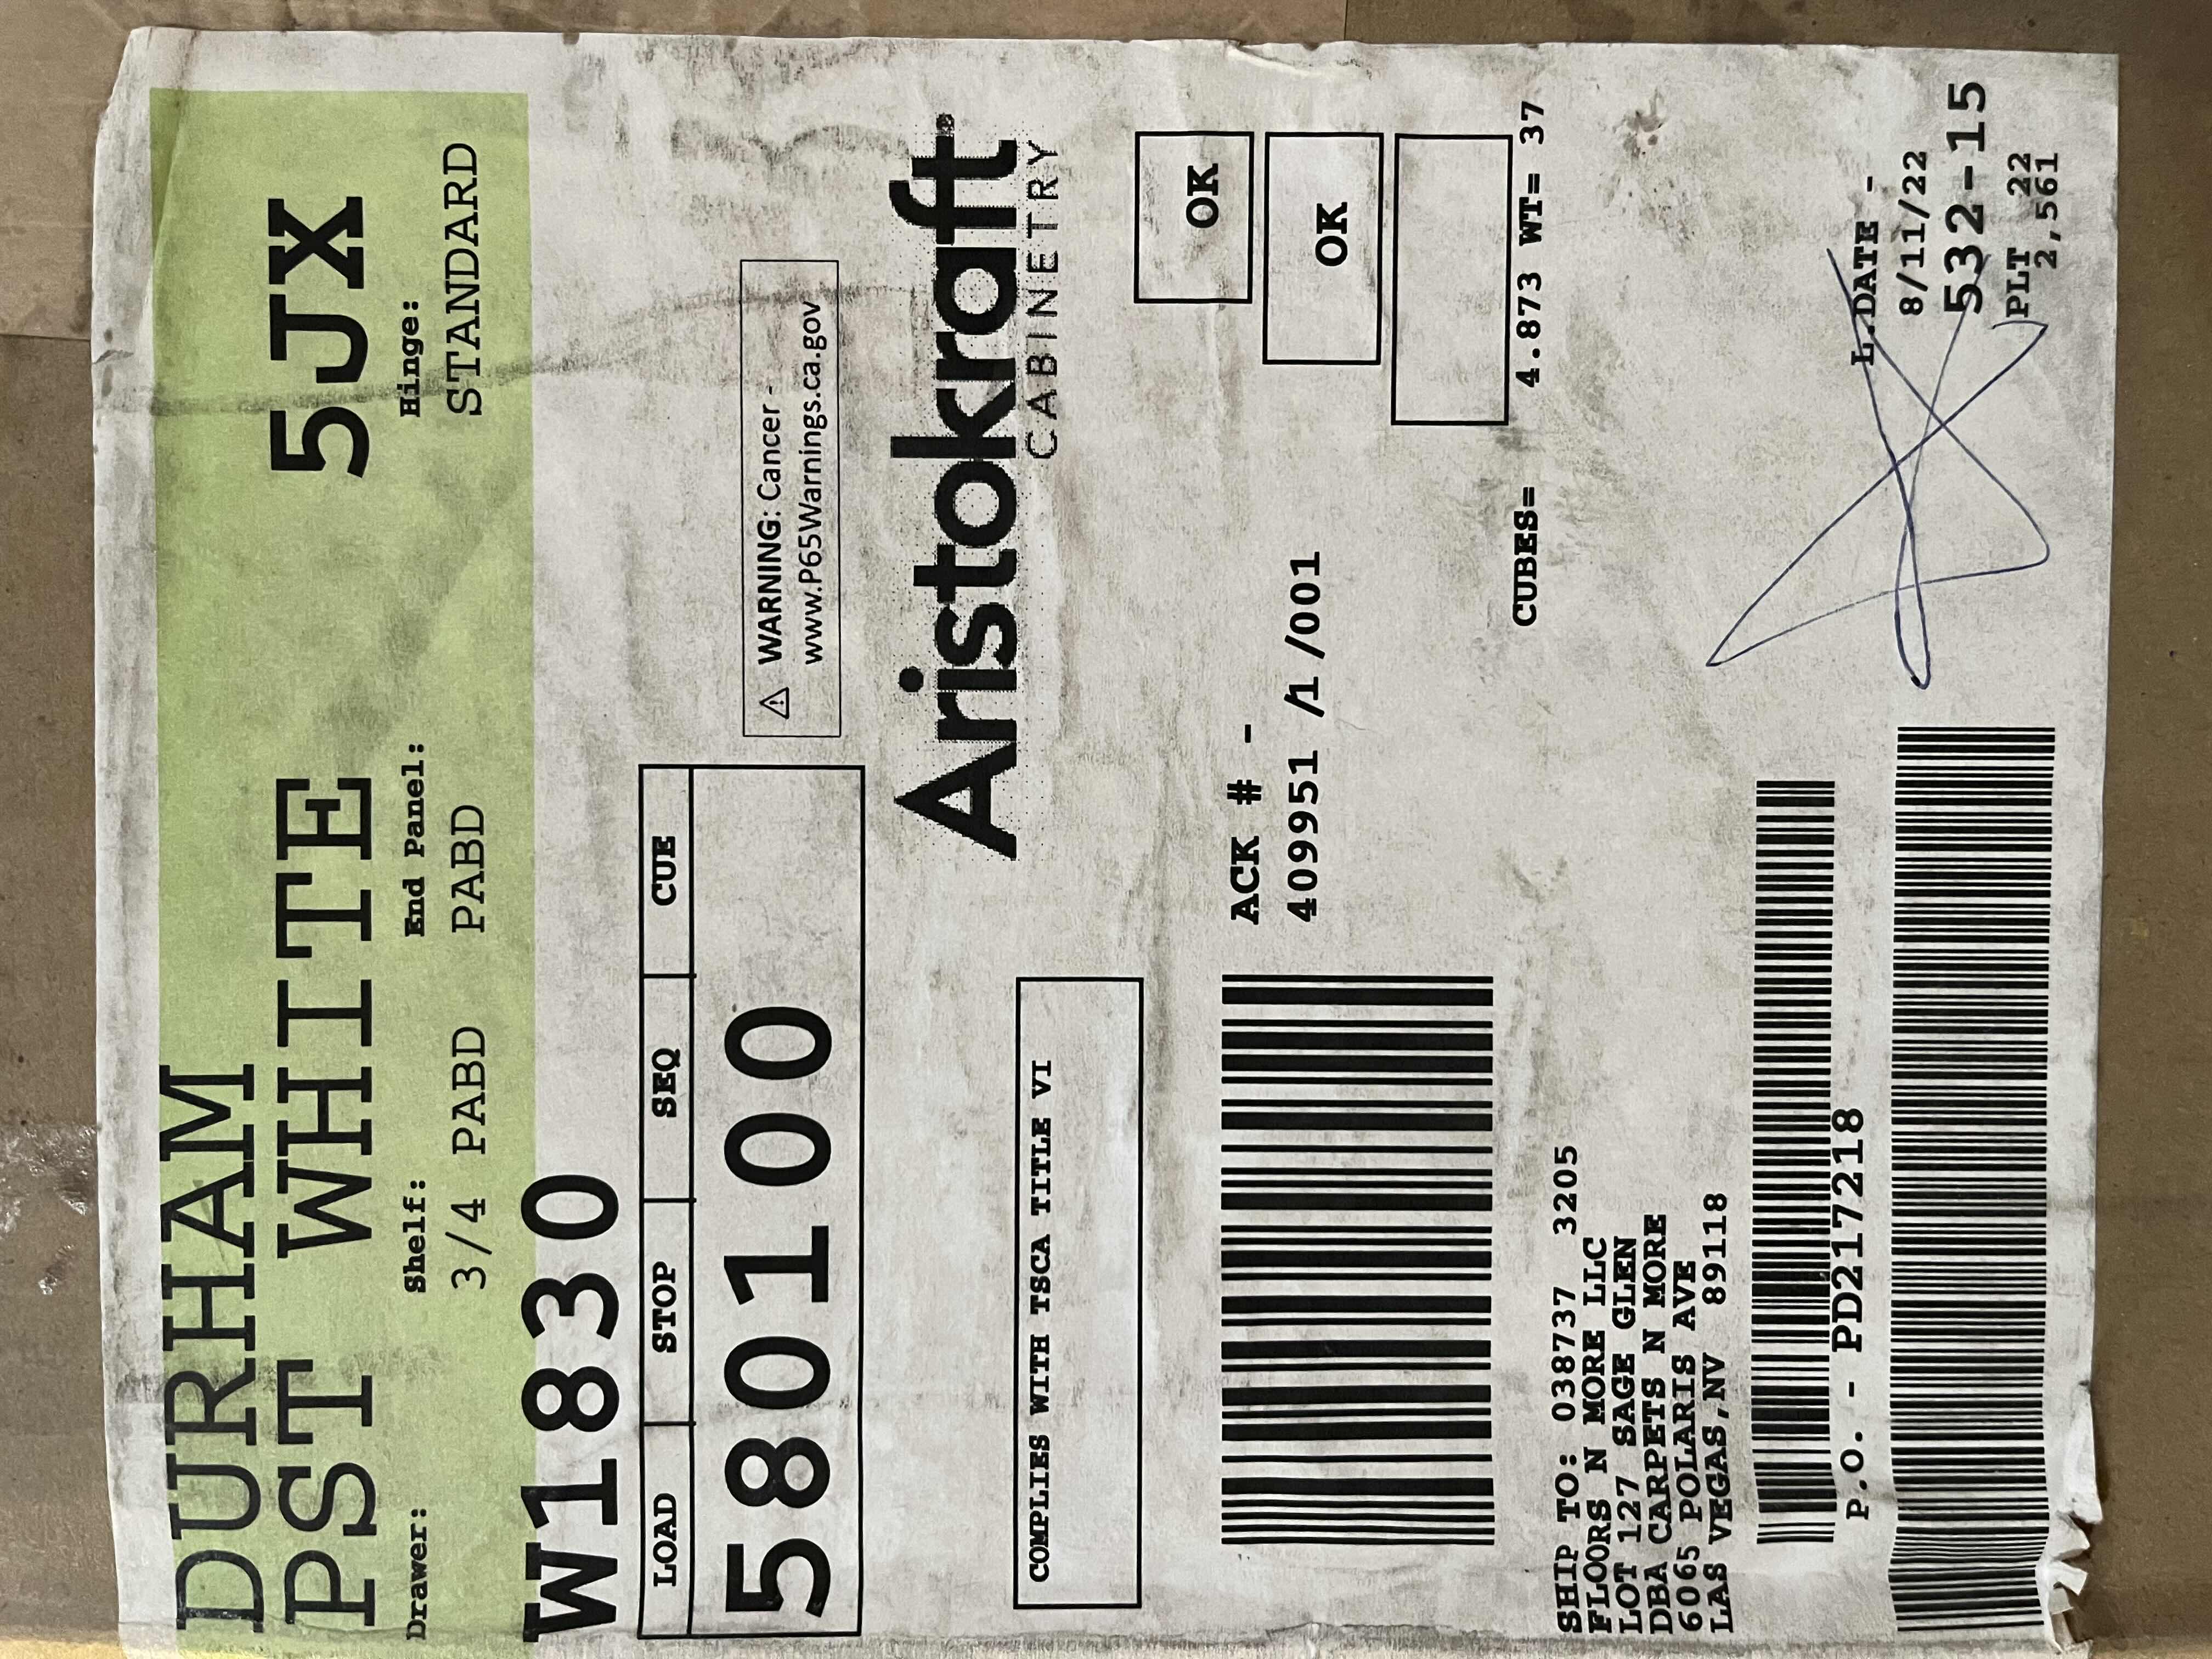 DURHAM
PST WHITE 5JX
Drawer: Shelf: End Panel: Hinge:
3/4 PABD PABD STANDARD
W1830
LOAD STOP SEQ CUE
580100
WARNING: Cancer -
www.P65Warnings.ca.gov
Aristokraft
CABINETRY
COMPLIES WITH TSCA TITLE VI
OK
OK
ACK # -
409951 /1 /001
CUBES= 4.873 WT= 37
SHIP TO: 038737 3205
FLOORS N MORE LLC
LOT 127 SAGE GLEN
DBA CARPETS N MORE
6065 POLARIS AVE
LAS VEGAS,NV 89118
P.O. - PD217218
L.DATE -
8/11/22
532-15
PLT 22
2,561